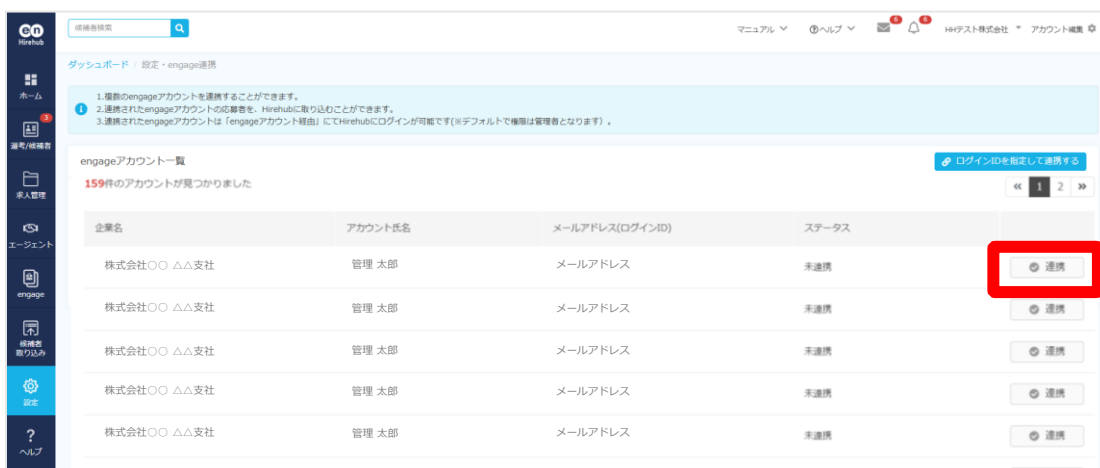 en
Hirehub
候補者検索
マニュアル
ヘルプ
6
6
HHテスト株式会社
アカウント編集
ダッシュボード / 設定・engage連携
ホーム
3
選考/候補者
求人管理
エージェント
engage
候補者
取り込み
設定
?
ヘルプ
1.複数のengageアカウントを連携することができます。
2.連携されたengageアカウントの応募者を、Hirehubに取り込むことができます。
3.連携されたengageアカウントは「engageアカウント経由」にてHirehubにログインが可能です(※デフォルトで権限は管理者となります）。
engageアカウント一覧
ログインIDを指定して連携する
159件のアカウントが見つかりました
« 1 2 »
企業名 アカウント氏名 メールアドレス(ログインID) ステータス
株式会社〇〇 △△支社 管理 太郎 メールアドレス 未連携 連携
株式会社〇〇 △△支社 管理 太郎 メールアドレス 未連携 連携
株式会社〇〇 △△支社 管理 太郎 メールアドレス 未連携 連携
株式会社〇〇 △△支社 管理 太郎 メールアドレス 未連携 連携
株式会社〇〇 △△支社 管理 太郎 メールアドレス 未連携 連携